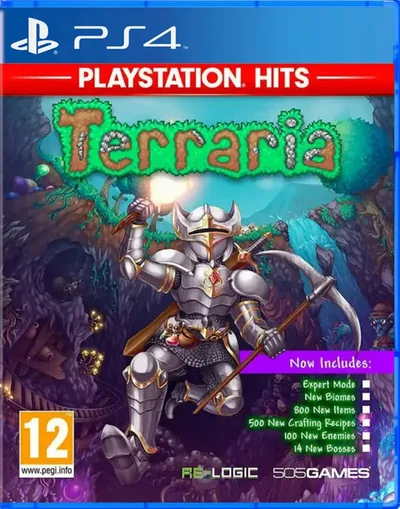 PS4
PLAYSTATION HITS
Terraria
Now Includes:
Expert Mode
New Biomes
800 New Items
500 New Crafting Recipes
100 New Enemies
14 New Bosses
12
www.pegi.info
RE-LOGIC
505GAMES